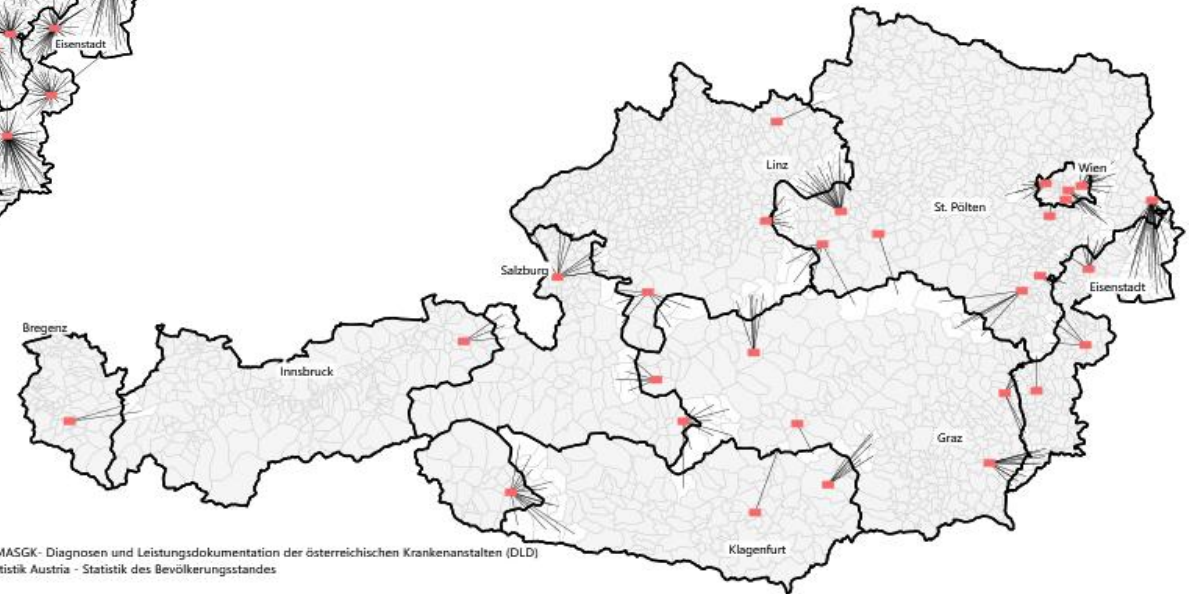 Eisenstadt
Linz
Wien
St. Pölten
Salzburg
Eisenstadt
Bregenz
Innsbruck
Graz
Klagenfurt
MASGK- Diagnosen und Leistungsdokumentation der österreichischen Krankenanstalten (DLD)
tistik Austria - Statistik des Bevölkerungsstandes